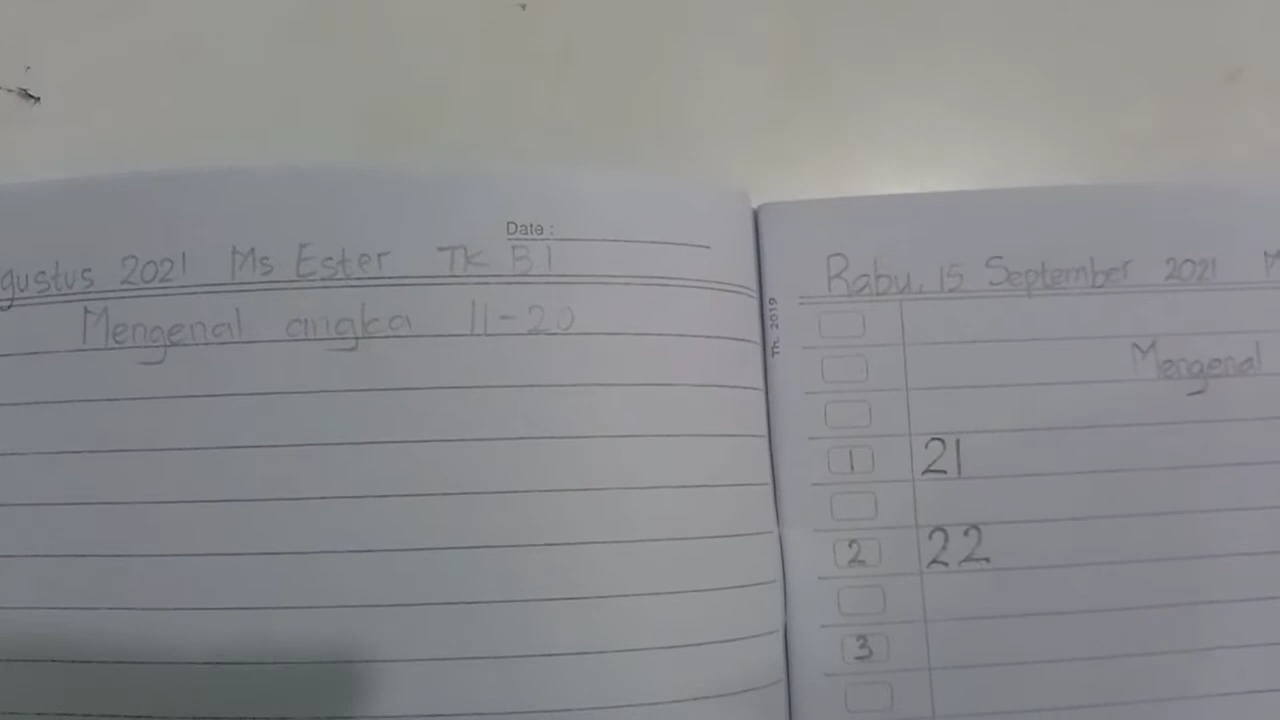 Date :
gustus 2021 Ms Ester TK B1
Mengenal angka 11-20
Th. 2019
Rabu, 15 September 2021 M
Mengenal
1 21
2 22
3